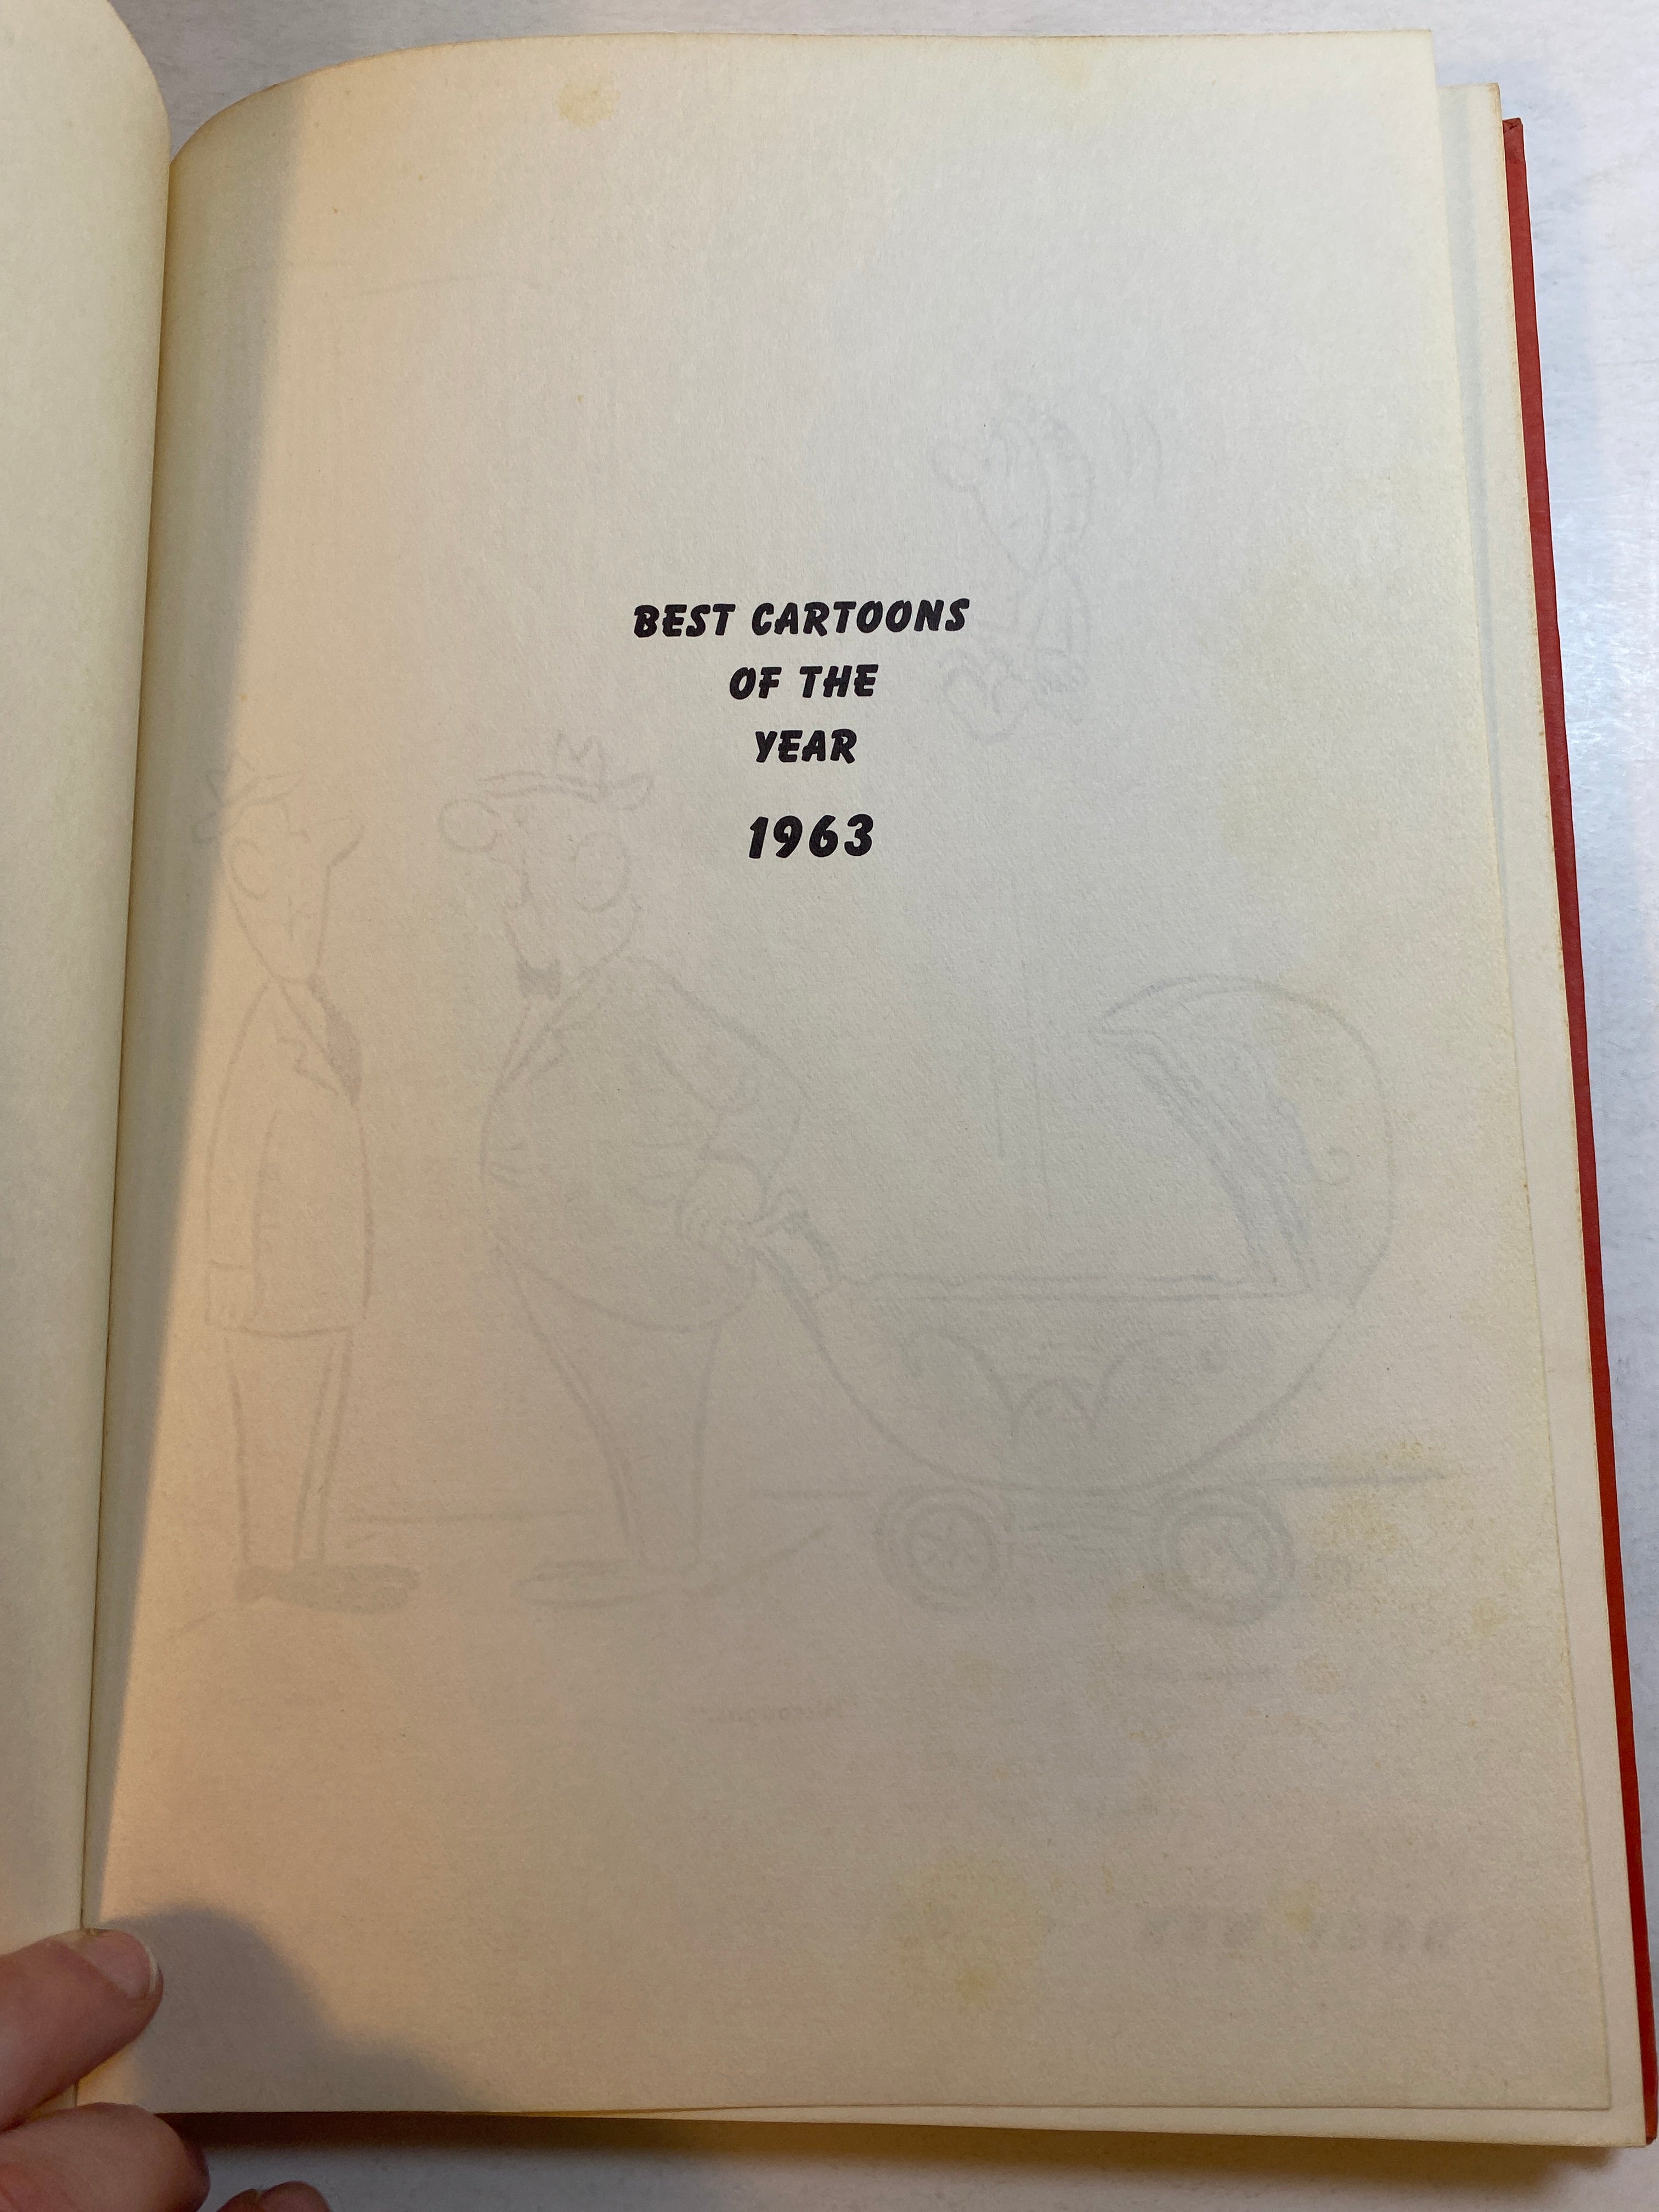 BEST CARTOONS
OF THE
YEAR
1963